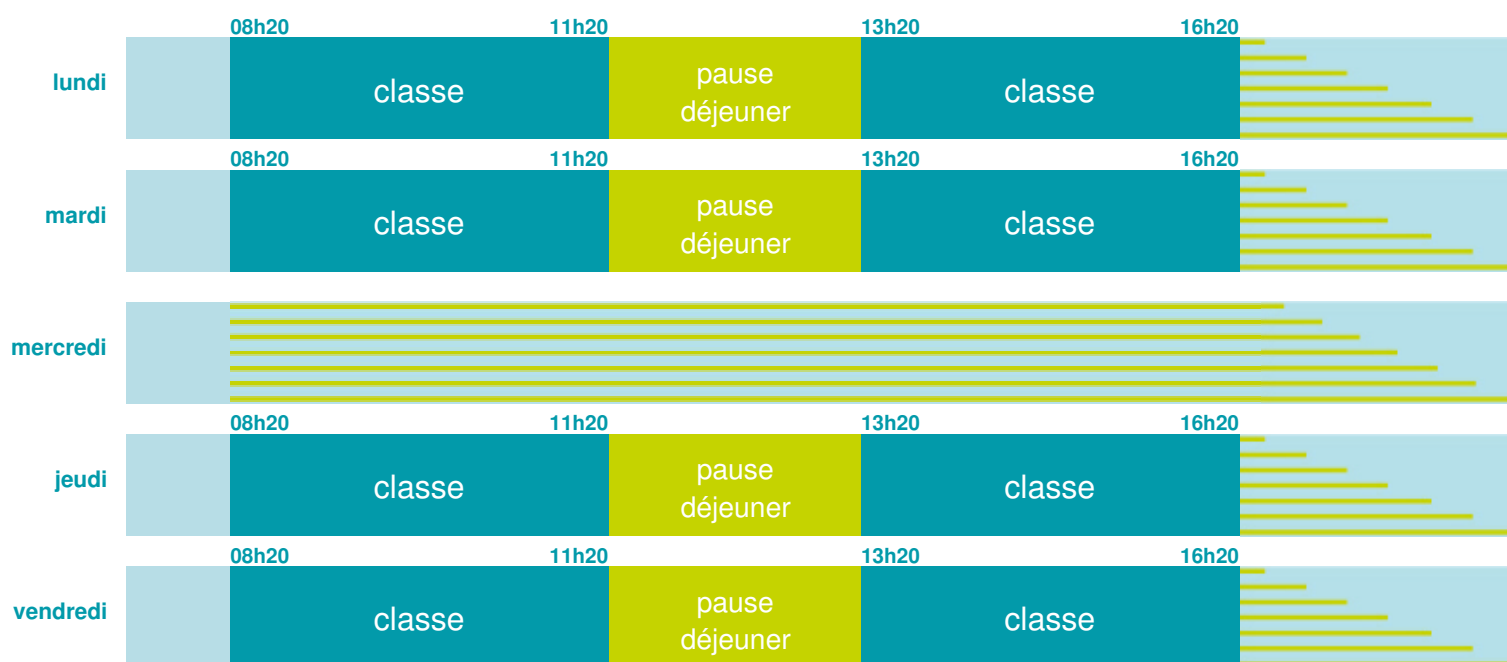 08h20 11h20 13h20 16h20
lundi classe pause déjeuner classe
08h20 11h20 13h20 16h20
mardi classe pause déjeuner classe
mercredi
08h20 11h20 13h20 16h20
jeudi classe pause déjeuner classe
08h20 11h20 13h20 16h20
vendredi classe pause déjeuner classe